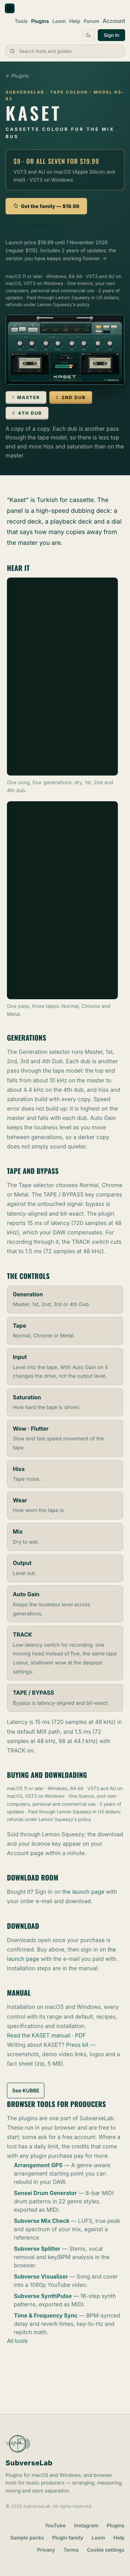 Tools Plugins Loom Help Forum Account
Sign In
Search tools and guides
← Plugins
SUBVERSELAB · TAPE COLOUR · MODEL KS-
KASET
CASSETTE COLOUR FOR THE MIX
BUS
$9 · OR ALL SEVEN FOR $19.99
VST3 and AU on macOS (Apple Silicon and
Intel) · VST3 on Windows
Get the family — $19.99
Launch price $19.99 until 1 November 2026
(regular $119). Includes 2 years of updates; the
version you have keeps working forever. →
macOS 11 or later · Windows, 64-bit · VST3 and AU on
macOS, VST3 on Windows · One licence, your own
computers, personal and commercial use · 2 years of
updates · Paid through Lemon Squeezy in US dollars;
refunds under Lemon Squeezy's policy
KASET
1 MASTER
2 2ND DUB
3 4TH DUB
A copy of a copy. Each dub is another pass
through the tape model, so there is less top
end and more hiss and saturation than on the
master.
"Kaset" is Turkish for cassette. The
panel is a high-speed dubbing deck: a
record deck, a playback deck and a dial
that says how many copies away from
the master you are.
HEAR IT
One song, four generations: dry, 1st, 2nd and
4th dub.
One pass, three tapes: Normal, Chrome and
Metal.
GENERATIONS
The Generation selector runs Master, 1st,
2nd, 3rd and 4th Dub. Each dub is another
pass through the tape model: the top end
falls from about 10 kHz on the master to
about 4.4 kHz on the 4th dub, and hiss and
saturation build with every copy. Speed
error does not build up: it is highest on the
master and falls with each dub. Auto Gain
keeps the loudness level as you move
between generations, so a darker copy
does not simply sound quieter.
TAPE AND BYPASS
The Tape selector chooses Normal, Chrome
or Metal. The TAPE / BYPASS key compares
against the untouched signal: bypass is
latency-aligned and bit-exact. The plugin
reports 15 ms of latency (720 samples at 48
kHz), which your DAW compensates. For
recording through it, the TRACK switch cuts
that to 1.5 ms (72 samples at 48 kHz).
THE CONTROLS
Generation
Master, 1st, 2nd, 3rd or 4th Dub.
Tape
Normal, Chrome or Metal.
Input
Level into the tape. With Auto Gain on it
changes the drive, not the output level.
Saturation
How hard the tape is driven.
Wow · Flutter
Slow and fast speed movement of the
tape.
Hiss
Tape noise.
Wear
How worn the tape is.
Mix
Dry to wet.
Output
Level out.
Auto Gain
Keeps the loudness level across
generations.
TRACK
Low-latency switch for recording: one
moving head instead of five, the same tape
colour, shallower wow at the deepest
settings.
TAPE / BYPASS
Bypass is latency-aligned and bit-exact.
Latency is 15 ms (720 samples at 48 kHz) in
the default MIX path, and 1.5 ms (72
samples at 48 kHz, 66 at 44.1 kHz) with
TRACK on.
BUYING AND DOWNLOADING
macOS 11 or later · Windows, 64-bit · VST3 and AU on
macOS, VST3 on Windows · One licence, your own
computers, personal and commercial use · 2 years of
updates · Paid through Lemon Squeezy in US dollars;
refunds under Lemon Squeezy's policy
Sold through Lemon Squeezy; the download
and your licence key appear on your
Account page within a minute.
DOWNLOAD ROOM
Bought it? Sign in on the launch page with
your order e-mail and download.
DOWNLOAD
Downloads open once your purchase is
confirmed. Buy above, then sign in on the
launch page with the e-mail you paid with.
Installation steps are in the manual.
MANUAL
Installation on macOS and Windows, every
control with its range and default, recipes,
specifications and installation.
Read the KASET manual · PDF
Writing about KASET? Press kit —
screenshots, demo video links, logos and a
fact sheet (zip, 5 MB).
See KUBBE
BROWSER TOOLS FOR PRODUCERS
The plugins are one part of SubverseLab.
These run in your browser and are free to
start; some ask for a free account. Where a
tool has a daily limit, the credits that come
with any plugin purchase pay for more.
Arrangement GPS — A genre-aware
arrangement starting point you can
rebuild in your DAW.
Sensei Drum Generator — 8-bar MIDI
drum patterns in 22 genre styles,
exported as MIDI.
Subverse Mix Check — LUFS, true peak
and spectrum of your mix, against a
reference.
Subverse Splitter — Stems, vocal
removal and key/BPM analysis in the
browser.
Subverse Visualizer — Song and cover
into a 1080p YouTube video.
Subverse SynthPulse — 16-step synth
patterns, exported as MIDI.
Time & Frequency Sync — BPM-synced
delay and reverb times, key-to-Hz and
repitch math.
All tools
SubverseLab
Plugins for macOS and Windows, and browser
tools for music producers — arranging, measuring,
mixing and stem separation.
© 2026 SubverseLab. All rights reserved.
YouTube Instagram Plugins
Sample packs Plugin family Loom Help
Privacy Terms Cookie settings